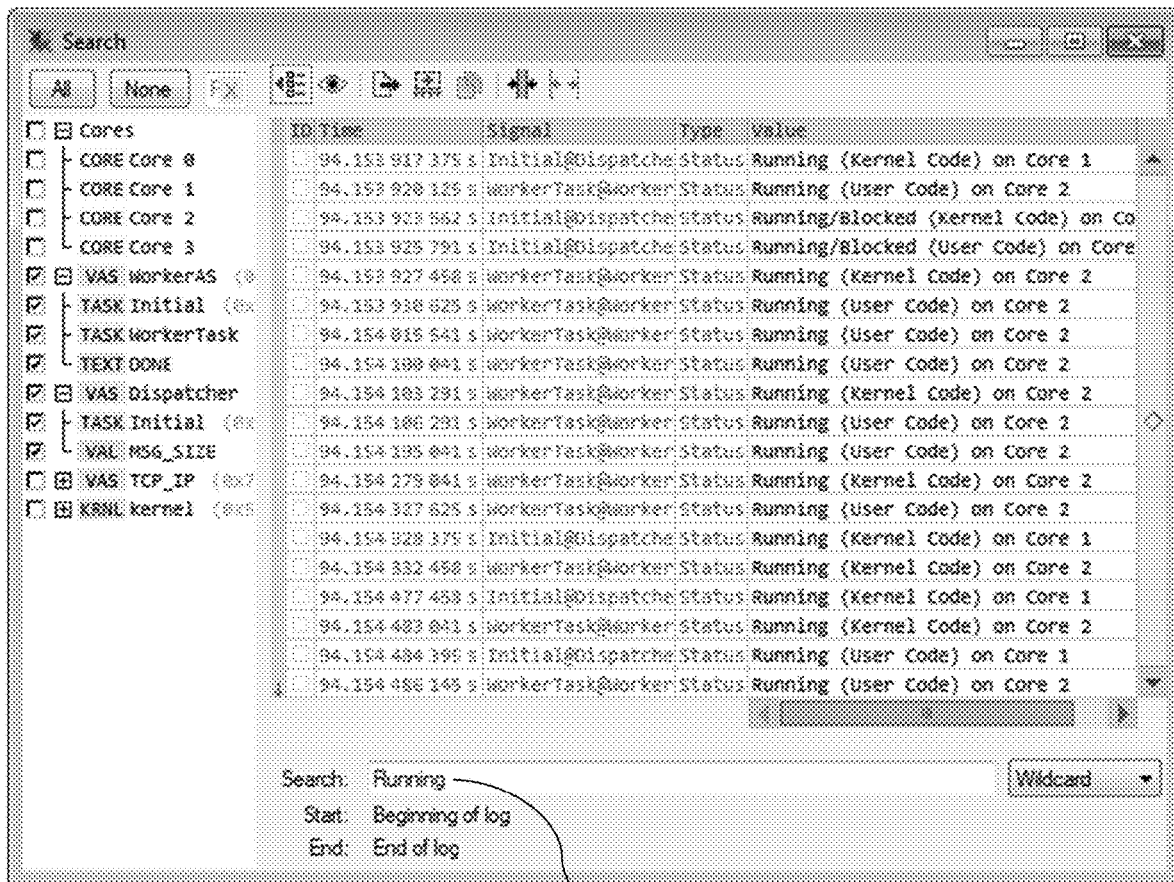 Search
All None Fx
Cores
CORE Core 0
CORE Core 1
CORE Core 2
CORE Core 3
VAS WorkerAS (0
TASK Initial (0x
TASK WorkerTask
TEXT DONE
VAS Dispatcher
TASK Initial (0x
VAL MSG_SIZE
VAS TCP_IP (0x7
KRNL kernel (0x
ID Time Signal Type Value
94.153 917 375 s Initial@Dispatche Status Running (Kernel Code) on Core 1
94.153 920 125 s WorkerTask@Worker Status Running (User Code) on Core 2
94.153 923 562 s Initial@Dispatche Status Running/Blocked (Kernel Code) on Co
94.153 925 791 s Initial@Dispatche Status Running/Blocked (User Code) on Core
94.153 927 458 s WorkerTask@Worker Status Running (Kernel Code) on Core 2
94.153 930 625 s WorkerTask@Worker Status Running (User Code) on Core 2
94.154 015 541 s WorkerTask@Worker Status Running (User Code) on Core 2
94.154 100 041 s WorkerTask@Worker Status Running (User Code) on Core 2
94.154 103 291 s WorkerTask@Worker Status Running (Kernel Code) on Core 2
94.154 106 291 s WorkerTask@Worker Status Running (User Code) on Core 2
94.154 195 041 s WorkerTask@Worker Status Running (User Code) on Core 2
94.154 279 041 s WorkerTask@Worker Status Running (Kernel Code) on Core 2
94.154 327 625 s WorkerTask@Worker Status Running (User Code) on Core 2
94.154 328 375 s Initial@Dispatche Status Running (Kernel Code) on Core 1
94.154 332 458 s WorkerTask@Worker Status Running (Kernel Code) on Core 2
94.154 477 458 s Initial@Dispatche Status Running (Kernel Code) on Core 1
94.154 483 041 s WorkerTask@Worker Status Running (Kernel Code) on Core 2
94.154 484 395 s Initial@Dispatche Status Running (User Code) on Core 1
94.154 486 145 s WorkerTask@Worker Status Running (User Code) on Core 2
Search: Running Wildcard
Start: Beginning of log
End: End of log